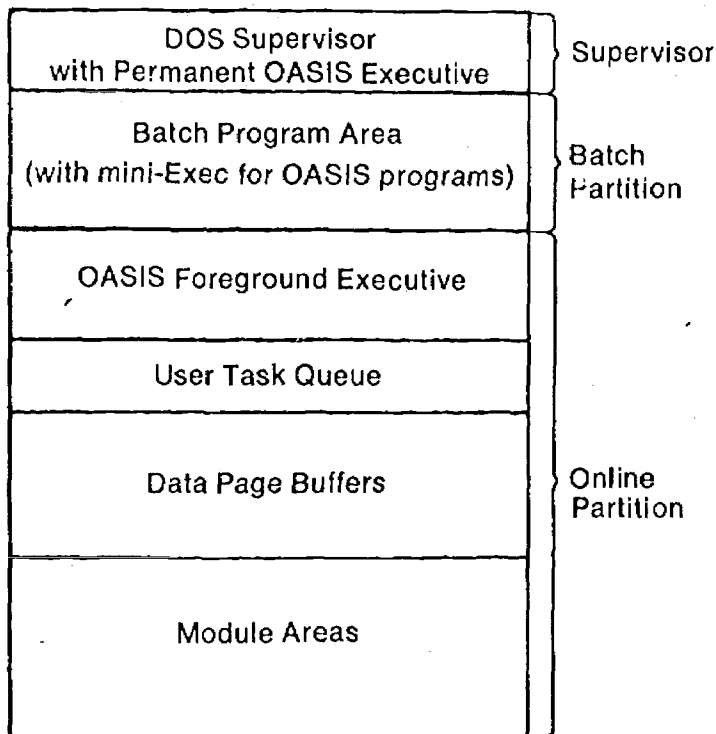 DOS Supervisor
with Permanent OASIS Executive
Supervisor
Batch Program Area
(with mini-Exec for OASIS programs)
Batch
Partition
OASIS Foreground Executive
User Task Queue
Data Page Buffers
Online
Partition
Module Areas